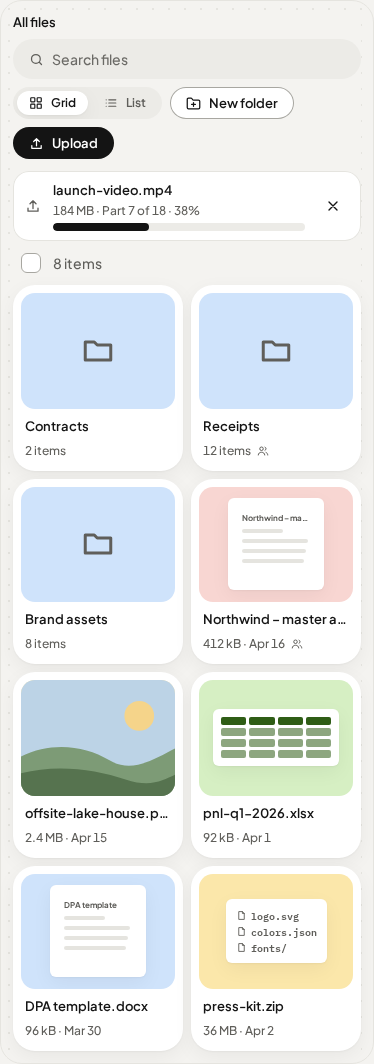 All files
Search files
Grid
List
New folder
Upload
launch-video.mp4
184 MB · Part 7 of 18 · 38%
8 items
Contracts
2 items
Receipts
12 items
Brand assets
8 items
Northwind – ma...
Northwind – master a...
412 kB · Apr 16
offsite-lake-house.p...
2.4 MB · Apr 15
pnl-q1-2026.xlsx
92 kB · Apr 1
DPA template
DPA template.docx
96 kB · Mar 30
logo.svg
colors.json
fonts/
press-kit.zip
36 MB · Apr 2